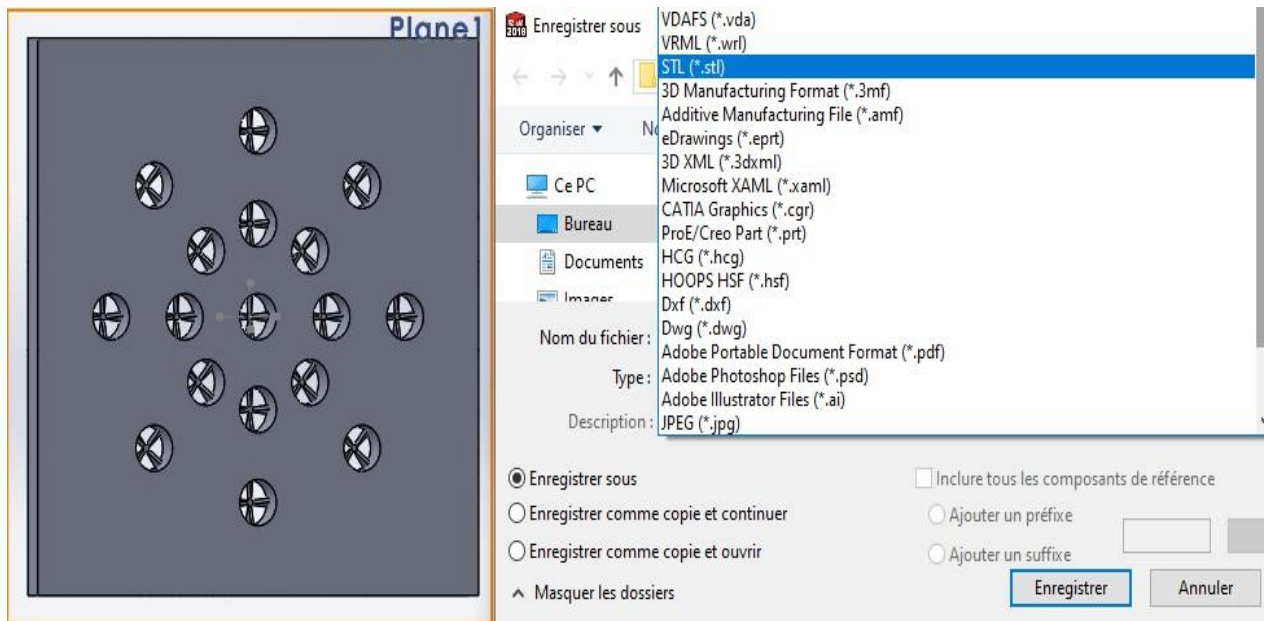 Plane1
SW
2018
Enregistrer sous
Organiser
Ce PC
Bureau
Documents
Images
Nom du fichier :
Type :
Description :
VDAFS (*.vda)
VRML (*.wrl)
STL (*.stl)
3D Manufacturing Format (*.3mf)
Additive Manufacturing File (*.amf)
eDrawings (*.eprt)
3D XML (*.3dxml)
Microsoft XAML (*.xaml)
CATIA Graphics (*.cgr)
ProE/Creo Part (*.prt)
HCG (*.hcg)
HOOPS HSF (*.hsf)
Dxf (*.dxf)
Dwg (*.dwg)
Adobe Portable Document Format (*.pdf)
Adobe Photoshop Files (*.psd)
Adobe Illustrator Files (*.ai)
JPEG (*.jpg)
Enregistrer sous
Enregistrer comme copie et continuer
Enregistrer comme copie et ouvrir
Inclure tous les composants de référence
Ajouter un préfixe
Ajouter un suffixe
Masquer les dossiers
Enregistrer
Annuler